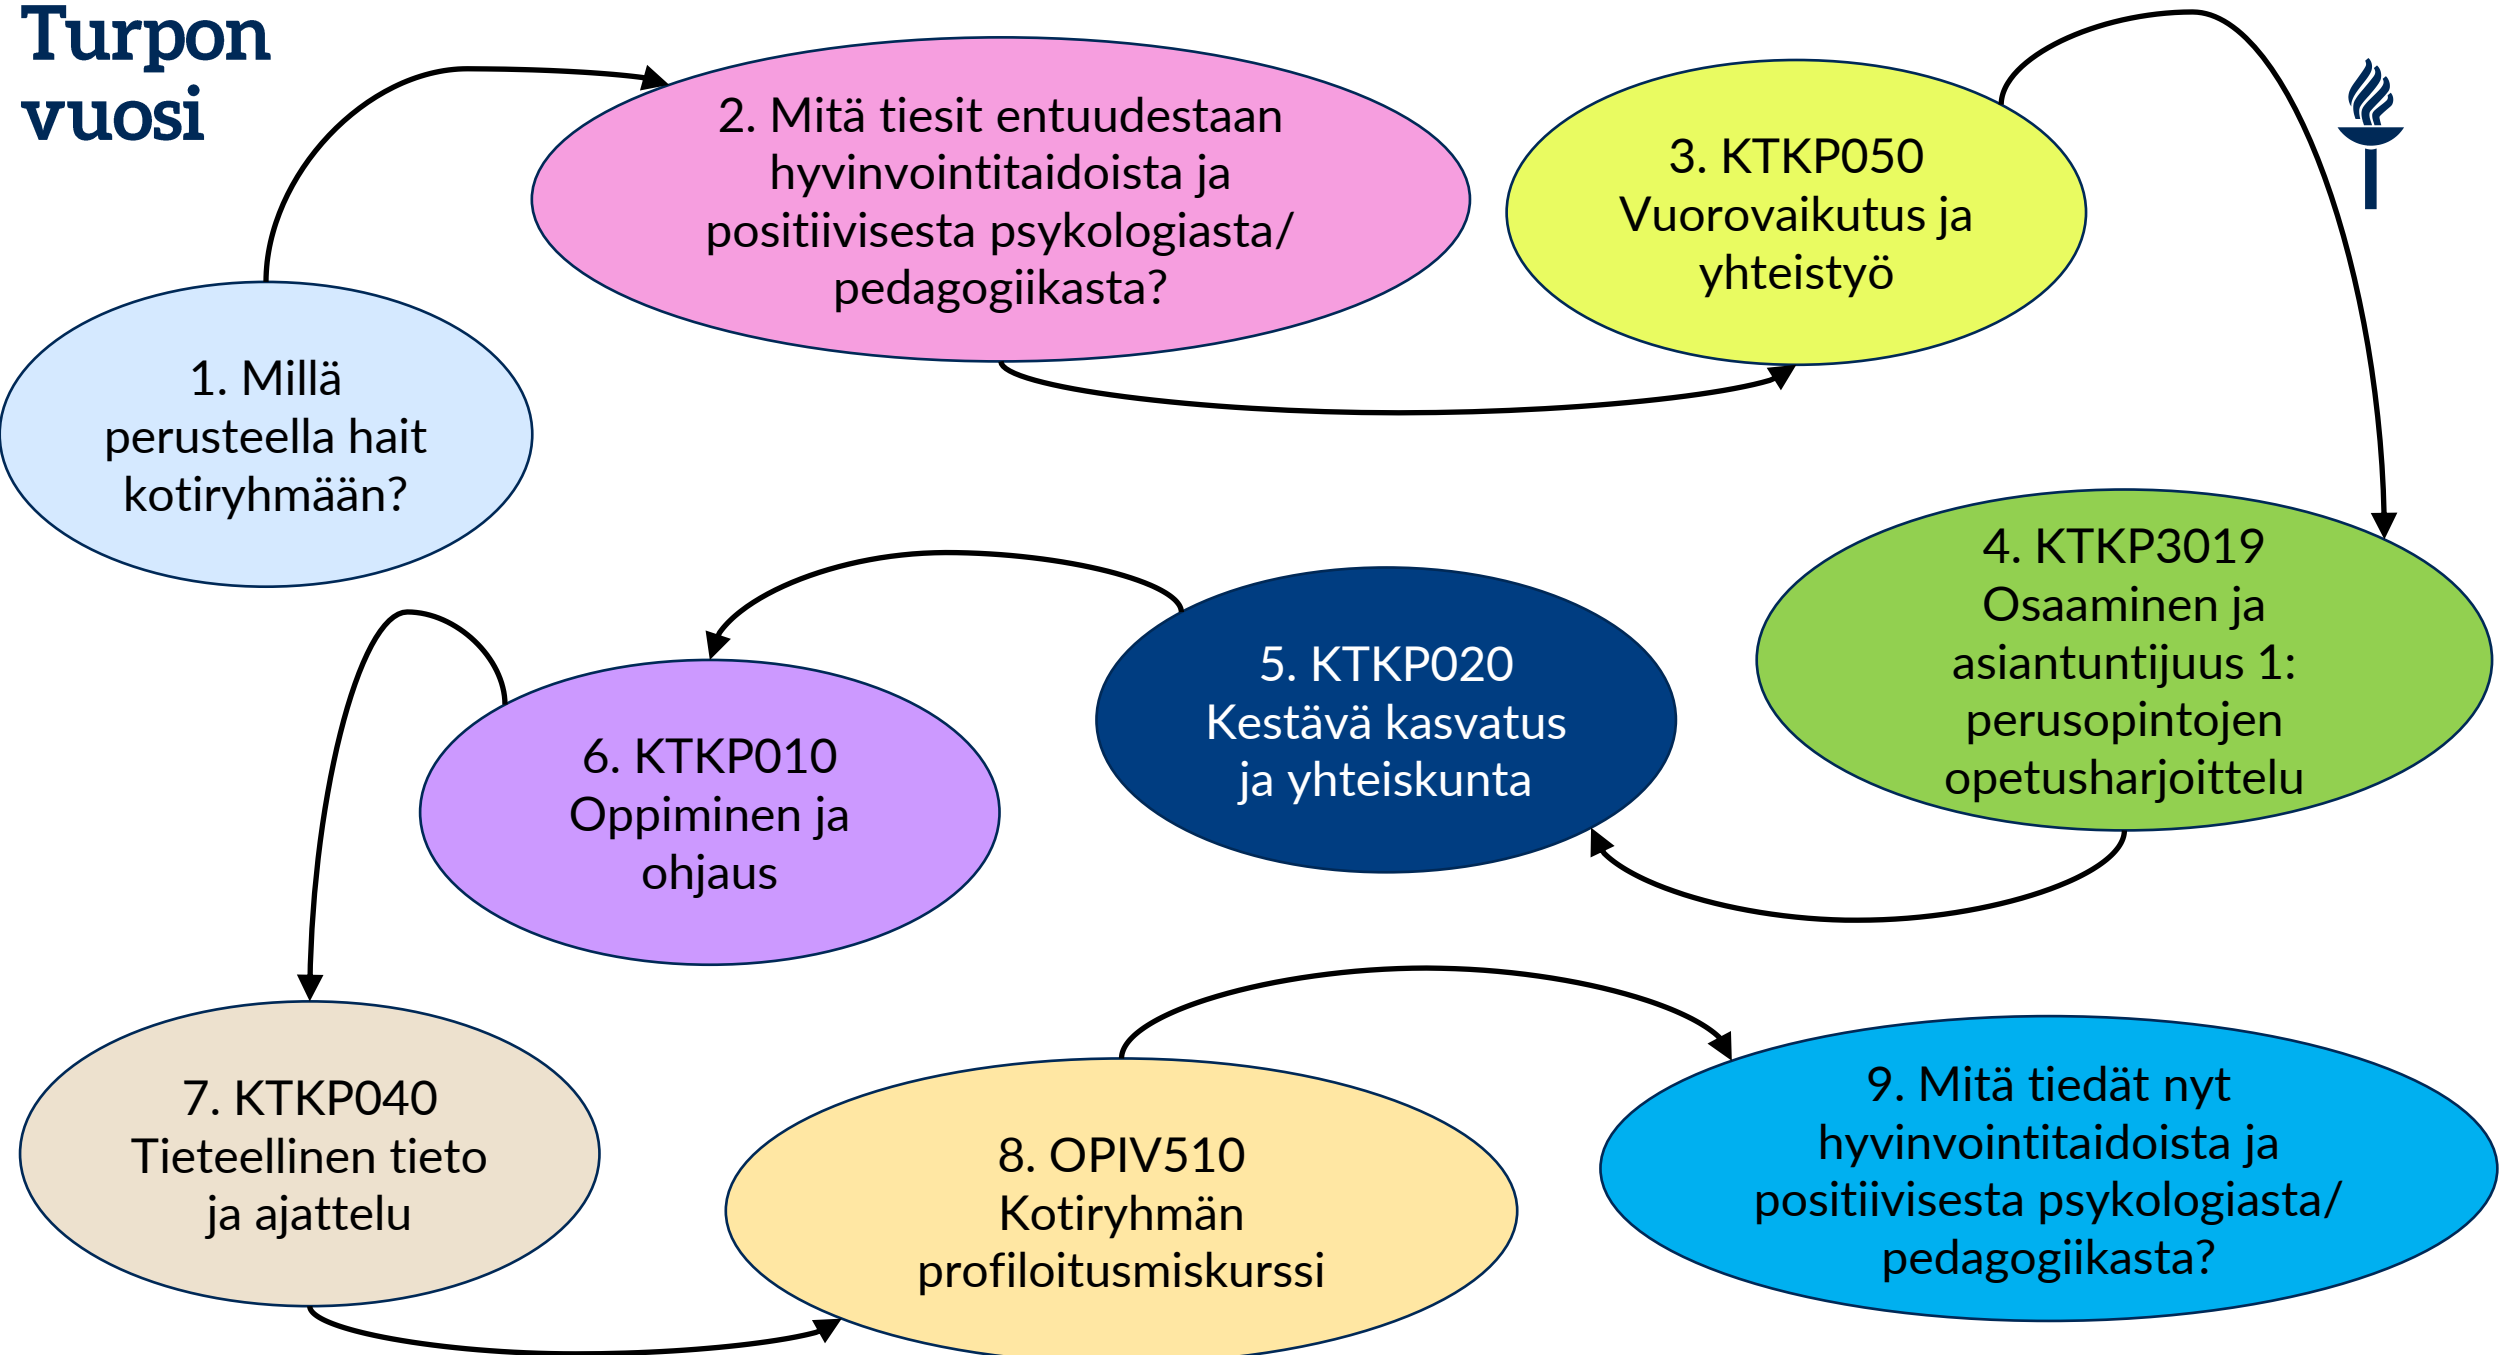 Turpon
vuosi
1. Millä
perusteella hait
kotiryhmään?
2. Mitä tiesit entuudestaan
hyvinvointitaidoista ja
positiivisesta psykologiasta/
pedagogiikasta?
3. KTKP050
Vuorovaikutus ja
yhteistyö
4. KTKP3019
Osaaminen ja
asiantuntijuus 1:
perusopintojen
opetusharjoittelu
5. KTKP020
Kestävä kasvatus
ja yhteiskunta
6. KTKP010
Oppiminen ja
ohjaus
7. KTKP040
Tieteellinen tieto
ja ajattelu
8. OPIV510
Kotiryhmän
profiloitusmiskurssi
9. Mitä tiedät nyt
hyvinvointitaidoista ja
positiivisesta psykologiasta/
pedagogiikasta?